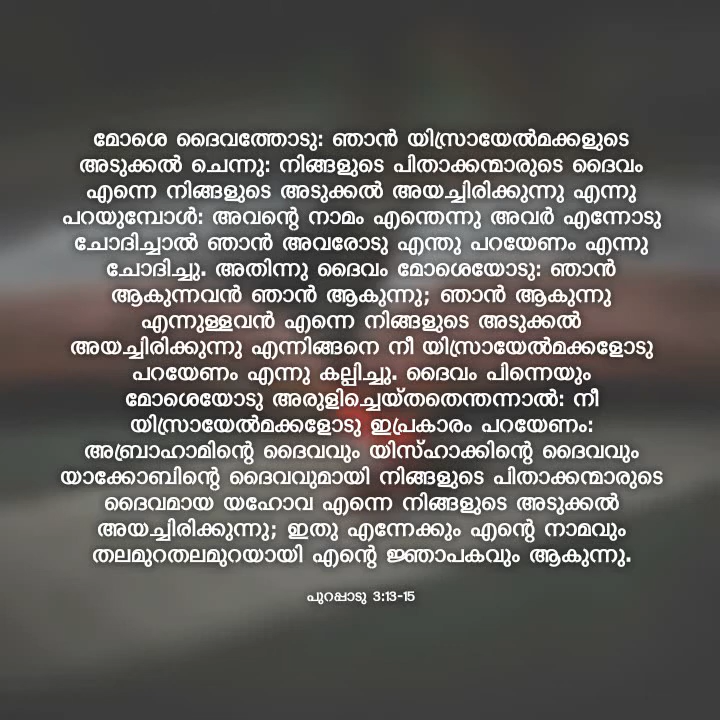 മോശെ ദൈവത്തോടു: ഞാൻ യിസ്രായേൽമക്കളുടെ
അടുക്കൽ ചെന്നു: നിങ്ങളുടെ പിതാക്കന്മാരുടെ ദൈവം
എന്നെ നിങ്ങളുടെ അടുക്കൽ അയച്ചിരിക്കുന്നു എന്നു
പറയുമ്പോൾ: അവന്റെ നാമം എന്തെന്നു അവർ എന്നോടു
ചോദിച്ചാൽ ഞാൻ അവരോടു എന്തു പറയേണം എന്നു
ചോദിച്ചു. അതിന്നു ദൈവം മോശെയോടു: ഞാൻ
ആകുന്നവൻ ഞാൻ ആകുന്നു; ഞാൻ ആകുന്നു
എന്നുള്ളവൻ എന്നെ നിങ്ങളുടെ അടുക്കൽ
അയച്ചിരിക്കുന്നു എന്നിങ്ങനെ നീ യിസ്രായേൽമക്കളോടു
പറയേണം എന്നു കല്പിച്ചു. ദൈവം പിന്നെയും
മോശെയോടു അരുളിച്ചെയ്തതെന്തന്നാൽ: നീ
യിസ്രായേൽമക്കളോടു ഇപ്രകാരം പറയേണം:
അബ്രാഹാമിന്റെ ദൈവവും യിസ്ഹാക്കിന്റെ ദൈവവും
യാക്കോബിന്റെ ദൈവവുമായി നിങ്ങളുടെ പിതാക്കന്മാരുടെ
ദൈവമായ യഹോവ എന്നെ നിങ്ങളുടെ അടുക്കൽ
അയച്ചിരിക്കുന്നു; ഇതു എന്നേക്കും എന്റെ നാമവും
തലമുറതലമുറയായി എന്റെ ജ്ഞാപകവും ആകുന്നു.
പുറപ്പാടു 3:13-15